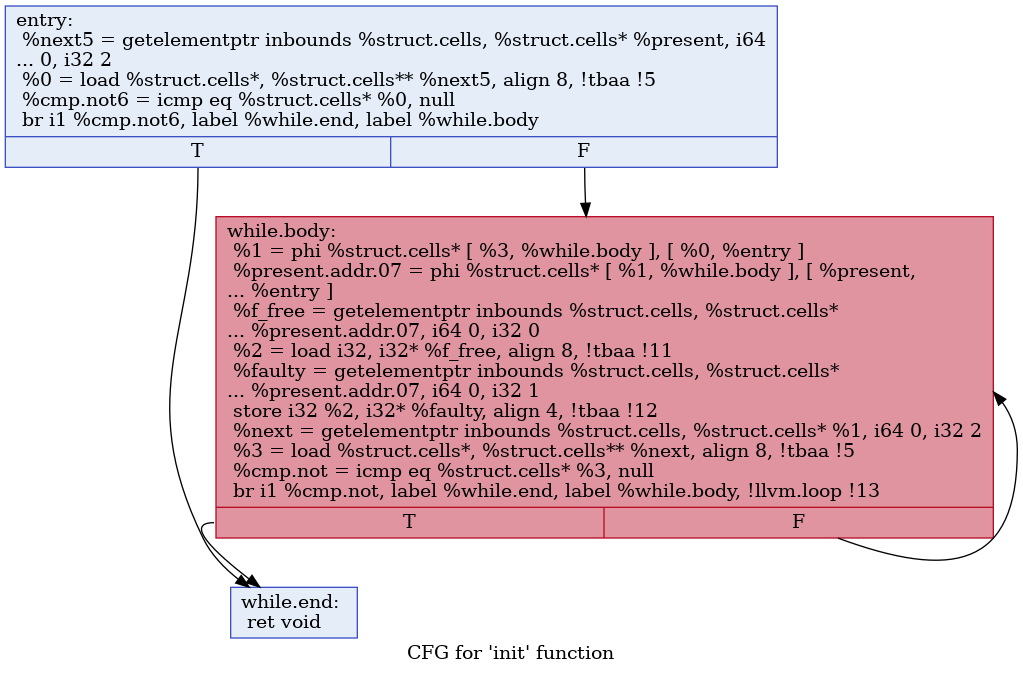 entry:
%next5 = getelementptr inbounds %struct.cells, %struct.cells* %present, i64
... 0, i32 2
%0 = load %struct.cells*, %struct.cells** %next5, align 8, !tbaa !5
%cmp.not6 = icmp eq %struct.cells* %0, null
br i1 %cmp.not6, label %while.end, label %while.body
T F
while.body:
%1 = phi %struct.cells* [ %3, %while.body ], [ %0, %entry ]
%present.addr.07 = phi %struct.cells* [ %1, %while.body ], [ %present,
... %entry ]
%f_free = getelementptr inbounds %struct.cells, %struct.cells*
... %present.addr.07, i64 0, i32 0
%2 = load i32, i32* %f_free, align 8, !tbaa !11
%faulty = getelementptr inbounds %struct.cells, %struct.cells*
... %present.addr.07, i64 0, i32 1
store i32 %2, i32* %faulty, align 4, !tbaa !12
%next = getelementptr inbounds %struct.cells, %struct.cells* %1, i64 0, i32 2
%3 = load %struct.cells*, %struct.cells** %next, align 8, !tbaa !5
%cmp.not = icmp eq %struct.cells* %3, null
br i1 %cmp.not, label %while.end, label %while.body, !llvm.loop !13
T F
while.end:
ret void
CFG for 'init' function